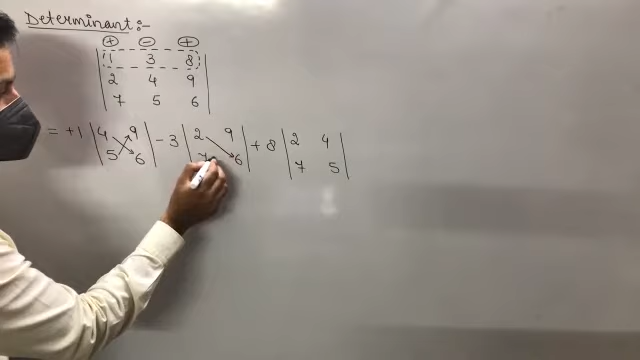 Determinant :-
+ - +
1 3 8
2 4 9
7 5 6
= +1 | 4 9 | - 3 | 2 9 | + 8 | 2 4 |
5 6 7 6 7 5